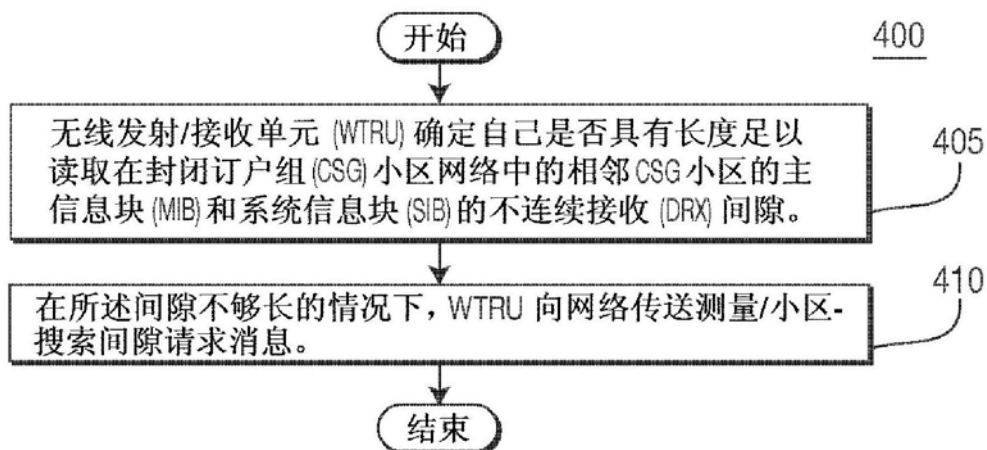 开始
400
无线发射/接收单元 (WTRU) 确定自己是否具有长度足以
读取在封闭订户组(CSG)小区网络中的相邻CSG小区的主
信息块(MIB)和系统信息块(SIB)的不连续接收 (DRX) 间隙。
405
在所述间隙不够长的情况下，WTRU 向网络传送测量/小区-
搜索间隙请求消息。
410
结束